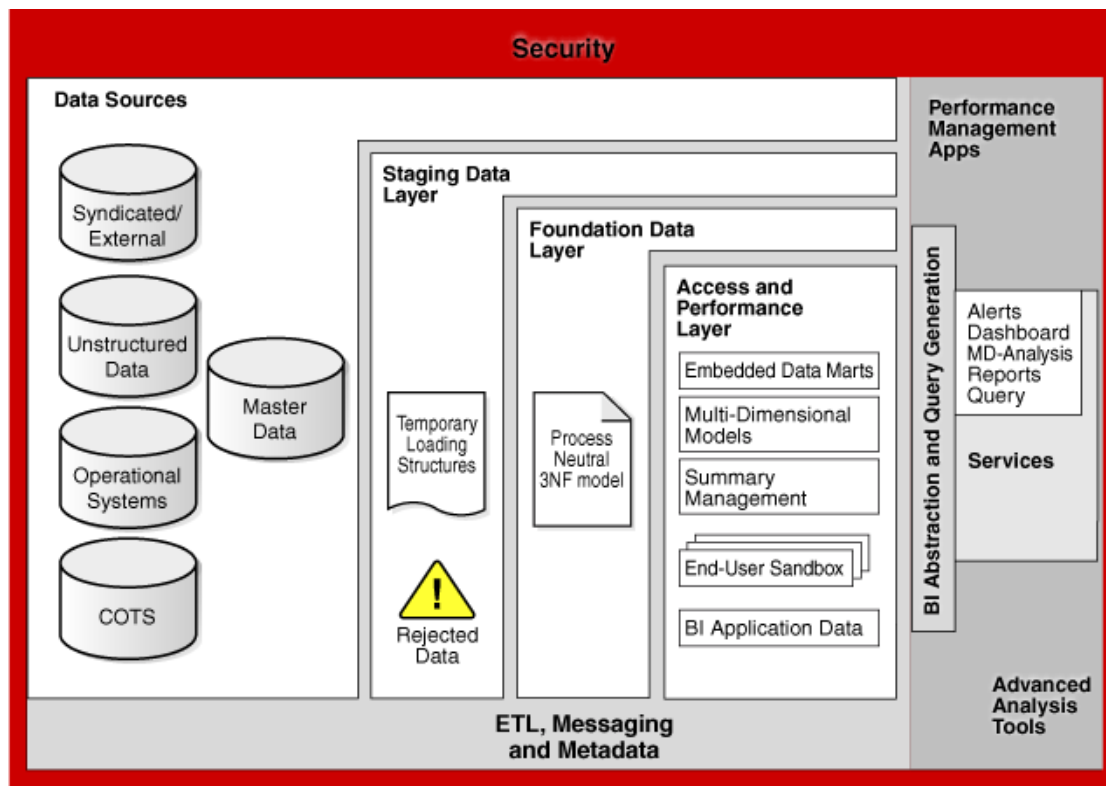 Security
Data Sources
Syndicated/
External
Unstructured
Data
Master
Data
Operational
Systems
COTS
Staging Data
Layer
Temporary
Loading
Structures
!
Rejected
Data
Foundation Data
Layer
Process
Neutral
3NF model
Access and
Performance
Layer
Embedded Data Marts
Multi-Dimensional
Models
Summary
Management
End-User Sandbox
BI Application Data
ETL, Messaging
and Metadata
BI Abstraction and Query Generation
Performance
Management
Apps
Alerts
Dashboard
MD-Analysis
Reports
Query
Services
Advanced
Analysis
Tools